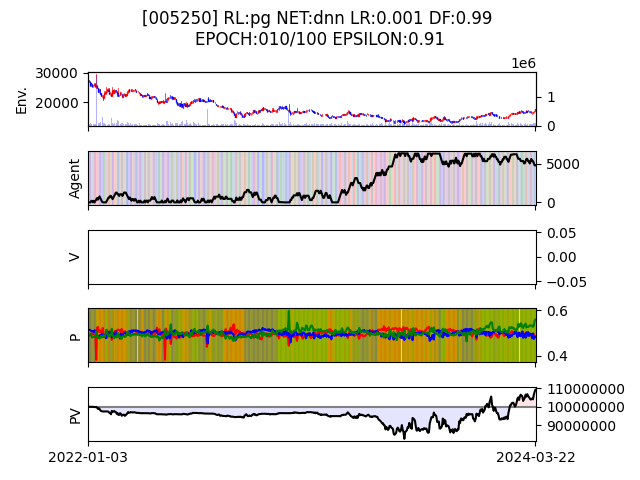 [005250] RL:pg NET:dnn LR:0.001 DF:0.99
EPOCH:010/100 EPSILON:0.91
1e6
30000
20000
Env.
1
0
Agent
5000
0
V
0.05
0.00
−0.05
P
0.6
0.4
PV
110000000
100000000
90000000
2022-01-03
2024-03-22